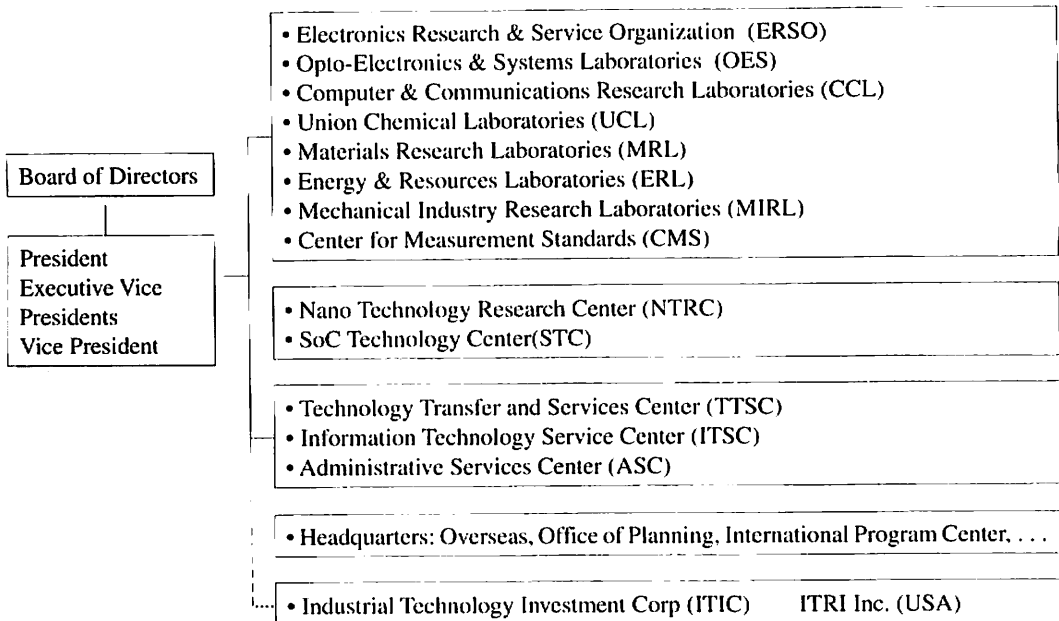 Board of Directors
President
Executive Vice
Presidents
Vice President
• Electronics Research & Service Organization (ERSO)
• Opto-Electronics & Systems Laboratories (OES)
• Computer & Communications Research Laboratories (CCL)
• Union Chemical Laboratories (UCL)
• Materials Research Laboratories (MRL)
• Energy & Resources Laboratories (ERL)
• Mechanical Industry Research Laboratories (MIRL)
• Center for Measurement Standards (CMS)
• Nano Technology Research Center (NTRC)
• SoC Technology Center(STC)
• Technology Transfer and Services Center (TTSC)
• Information Technology Service Center (ITSC)
• Administrative Services Center (ASC)
• Headquarters: Overseas, Office of Planning, International Program Center, . . .
• Industrial Technology Investment Corp (ITIC) ITRI Inc. (USA)